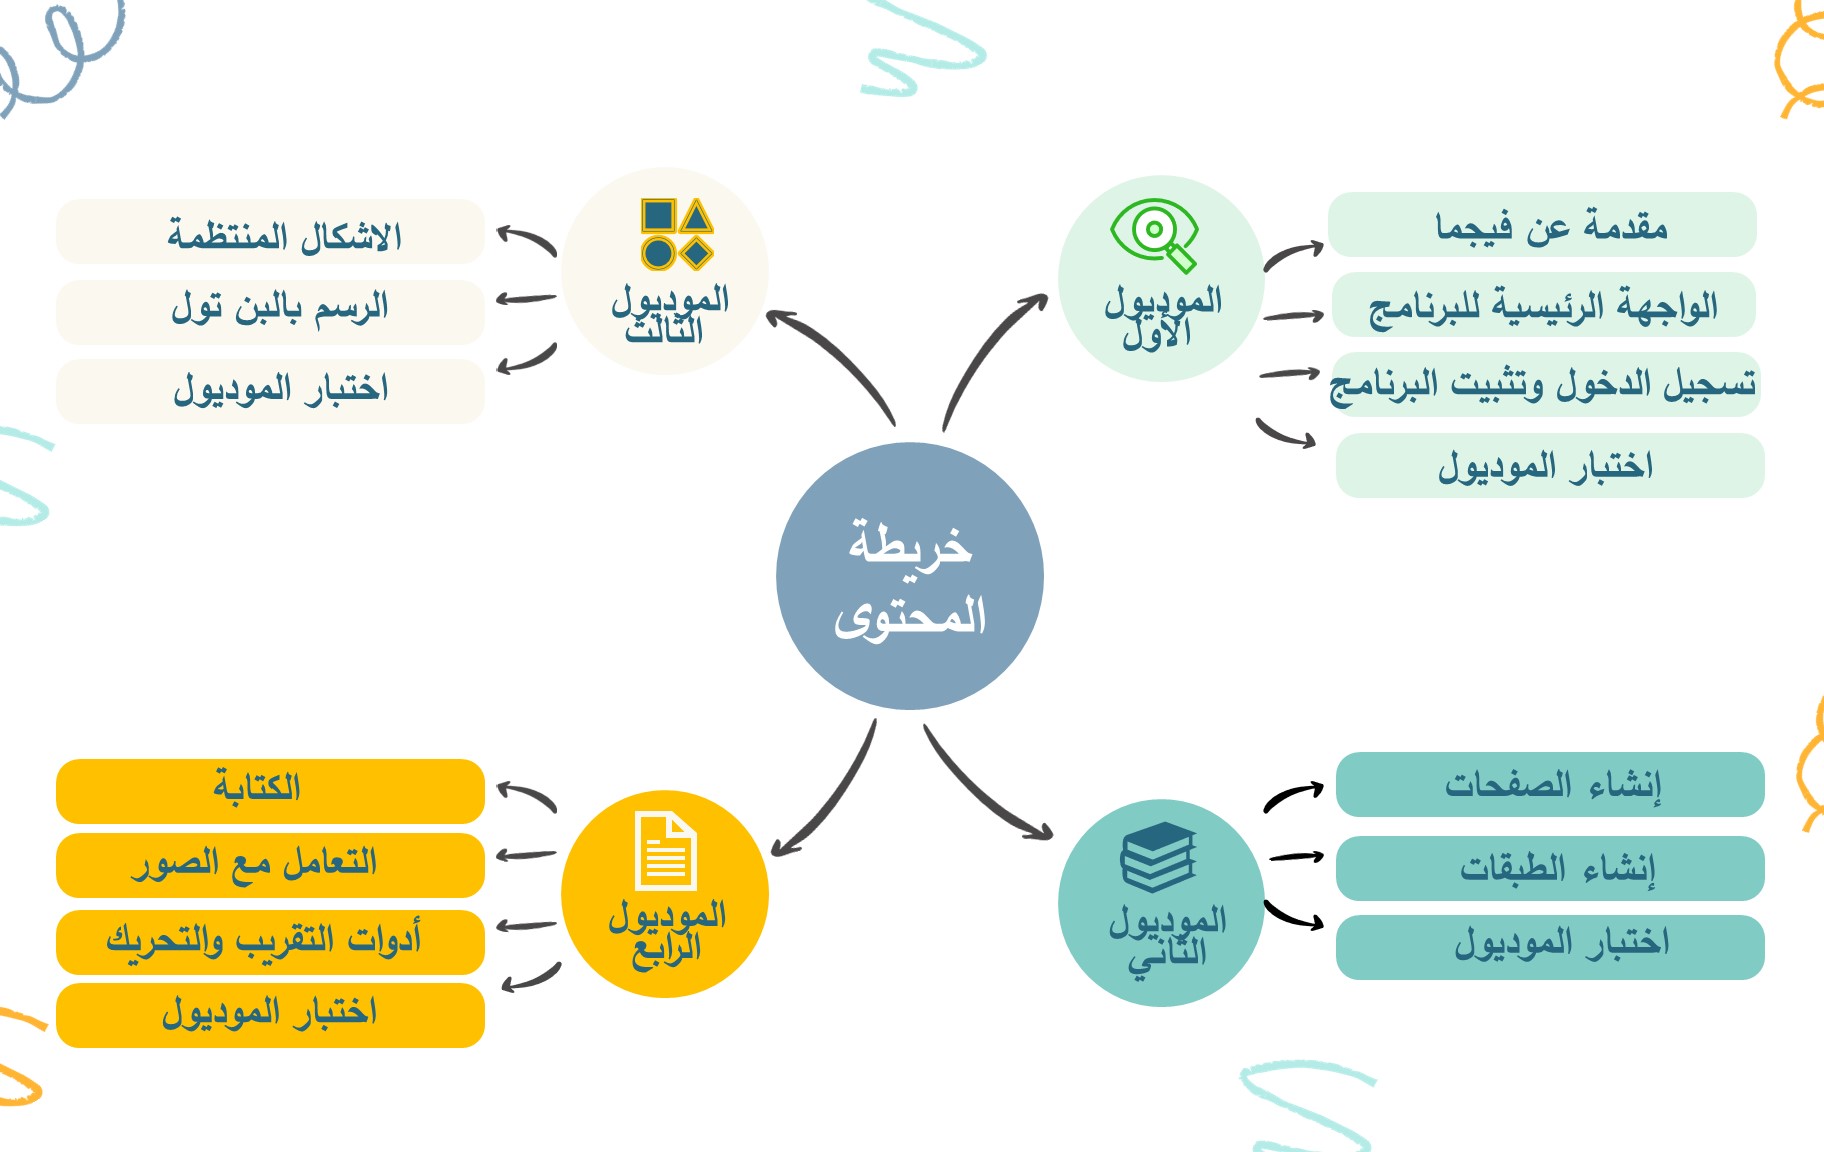 خريطة
المحتوى
الموديول
الأول
مقدمة عن فيجما
الواجهة الرئيسية للبرنامج
تسجيل الدخول وتثبيت البرنامج
اختبار الموديول
الموديول
الثاني
إنشاء الصفحات
إنشاء الطبقات
اختبار الموديول
الموديول
الثالث
الاشكال المنتظمة
الرسم بالبن تول
اختبار الموديول
الموديول
الرابع
الكتابة
التعامل مع الصور
أدوات التقريب والتحريك
اختبار الموديول